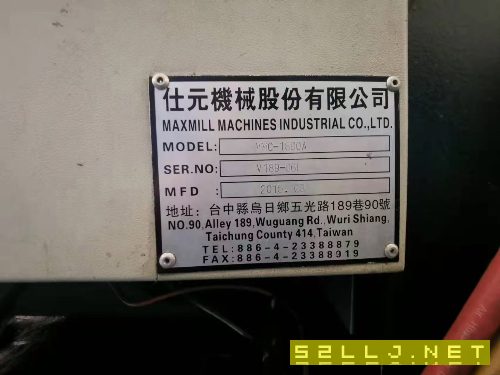 仕元機械股份有限公司
MAXMILL MACHINES INDUSTRIAL CO.,LTD.
MODEL:
SER.NO:
MFD :
地址: 台中縣烏日鄉五光路189巷90號
NO.90,Alley 189,Wuguang Rd., Wuri Shiang,
Taichung County 414,Taiwan
TEL:886-4-23388879
FAX:886-4-23388919
52LLJ.NET